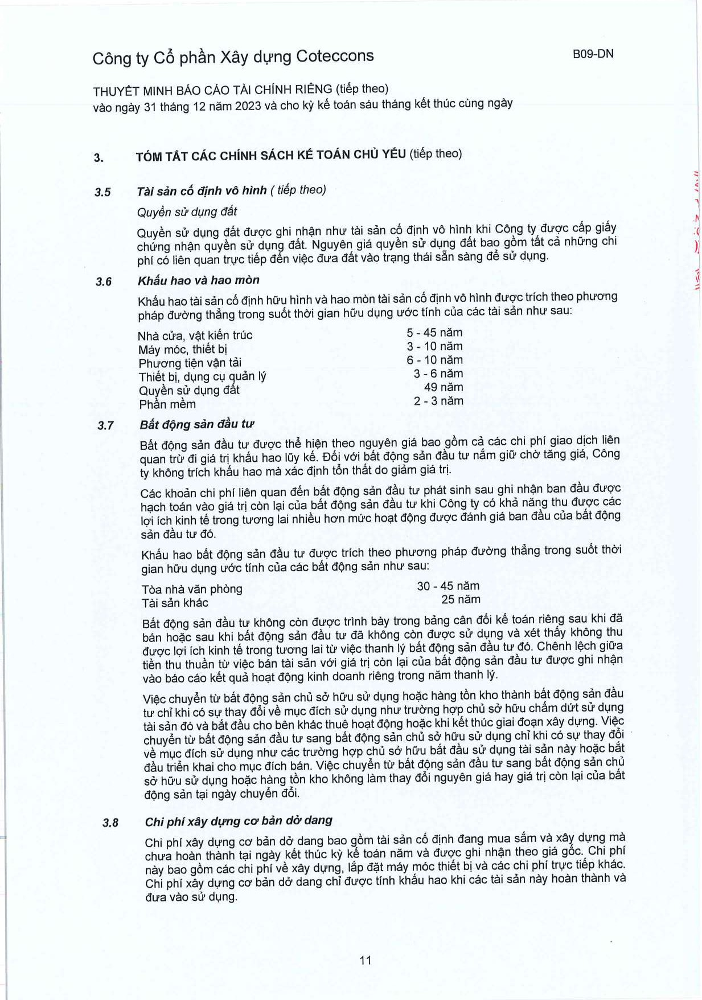 Công ty Cổ phần Xây dựng Coteccons
B09-DN
THUYẾT MINH BÁO CÁO TÀI CHÍNH RIÊNG (tiếp theo)
vào ngày 31 tháng 12 năm 2023 và cho kỳ kế toán sáu tháng kết thúc cùng ngày
3. TÓM TẮT CÁC CHÍNH SÁCH KẾ TOÁN CHỦ YẾU (tiếp theo)
3.5 Tài sản cố định vô hình ( tiếp theo)
Quyền sử dụng đất
Quyền sử dụng đất được ghi nhận như tài sản cố định vô hình khi Công ty được cấp giấy
chứng nhận quyền sử dụng đất. Nguyên giá quyền sử dụng đất bao gồm tất cả những chi
phí có liên quan trực tiếp đến việc đưa đất vào trạng thái sẵn sàng để sử dụng.
3.6 Khấu hao và hao mòn
Khấu hao tài sản cố định hữu hình và hao mòn tài sản cố định vô hình được trích theo phương
pháp đường thẳng trong suốt thời gian hữu dụng ước tính của các tài sản như sau:
Nhà cửa, vật kiến trúc 5 - 45 năm
Máy móc, thiết bị 3 - 10 năm
Phương tiện vận tải 6 - 10 năm
Thiết bị, dụng cụ quản lý 3 - 6 năm
Quyền sử dụng đất 49 năm
Phần mềm 2 - 3 năm
3.7 Bất động sản đầu tư
Bất động sản đầu tư được thể hiện theo nguyên giá bao gồm cả các chi phí giao dịch liên
quan trừ đi giá trị khấu hao lũy kế. Đối với bất động sản đầu tư nắm giữ chờ tăng giá, Công
ty không trích khấu hao mà xác định tổn thất do giảm giá trị.
Các khoản chi phí liên quan đến bất động sản đầu tư phát sinh sau ghi nhận ban đầu được
hạch toán vào giá trị còn lại của bất động sản đầu tư khi Công ty có khả năng thu được các
lợi ích kinh tế trong tương lai nhiều hơn mức hoạt động được đánh giá ban đầu của bất động
sản đầu tư đó.
Khấu hao bất động sản đầu tư được trích theo phương pháp đường thẳng trong suốt thời
gian hữu dụng ước tính của các bất động sản như sau:
Tòa nhà văn phòng 30 - 45 năm
Tài sản khác 25 năm
Bất động sản đầu tư không còn được trình bày trong bảng cân đối kế toán riêng sau khi đã
bán hoặc sau khi bất động sản đầu tư đã không còn được sử dụng và xét thấy không thu
được lợi ích kinh tế trong tương lai từ việc thanh lý bất động sản đầu tư đó. Chênh lệch giữa
tiền thu thuần từ việc bán tài sản với giá trị còn lại của bất động sản đầu tư được ghi nhận
vào báo cáo kết quả hoạt động kinh doanh riêng trong năm thanh lý.
Việc chuyển từ bất động sản chủ sở hữu sử dụng hoặc hàng tồn kho thành bất động sản đầu
tư chỉ khi có sự thay đổi về mục đích sử dụng như trường hợp chủ sở hữu chấm dứt sử dụng
tài sản đó và bắt đầu cho bên khác thuê hoạt động hoặc khi kết thúc giai đoạn xây dựng. Việc
chuyển từ bất động sản đầu tư sang bất động sản chủ sở hữu sử dụng chỉ khi có sự thay đổi
về mục đích sử dụng như các trường hợp chủ sở hữu bắt đầu sử dụng tài sản này hoặc bắt
đầu triển khai cho mục đích bán. Việc chuyển từ bất động sản đầu tư sang bất động sản chủ
sở hữu sử dụng hoặc hàng tồn kho không làm thay đổi nguyên giá hay giá trị còn lại của bất
động sản tại ngày chuyển đổi.
3.8 Chi phí xây dựng cơ bản dở dang
Chi phí xây dựng cơ bản dở dang bao gồm tài sản cố định đang mua sắm và xây dựng mà
chưa hoàn thành tại ngày kết thúc kỳ kế toán năm và được ghi nhận theo giá gốc. Chi phí
này bao gồm các chi phí về xây dựng, lắp đặt máy móc thiết bị và các chi phí trực tiếp khác.
Chi phí xây dựng cơ bản dở dang chỉ được tính khấu hao khi các tài sản này hoàn thành và
đưa vào sử dụng.
11